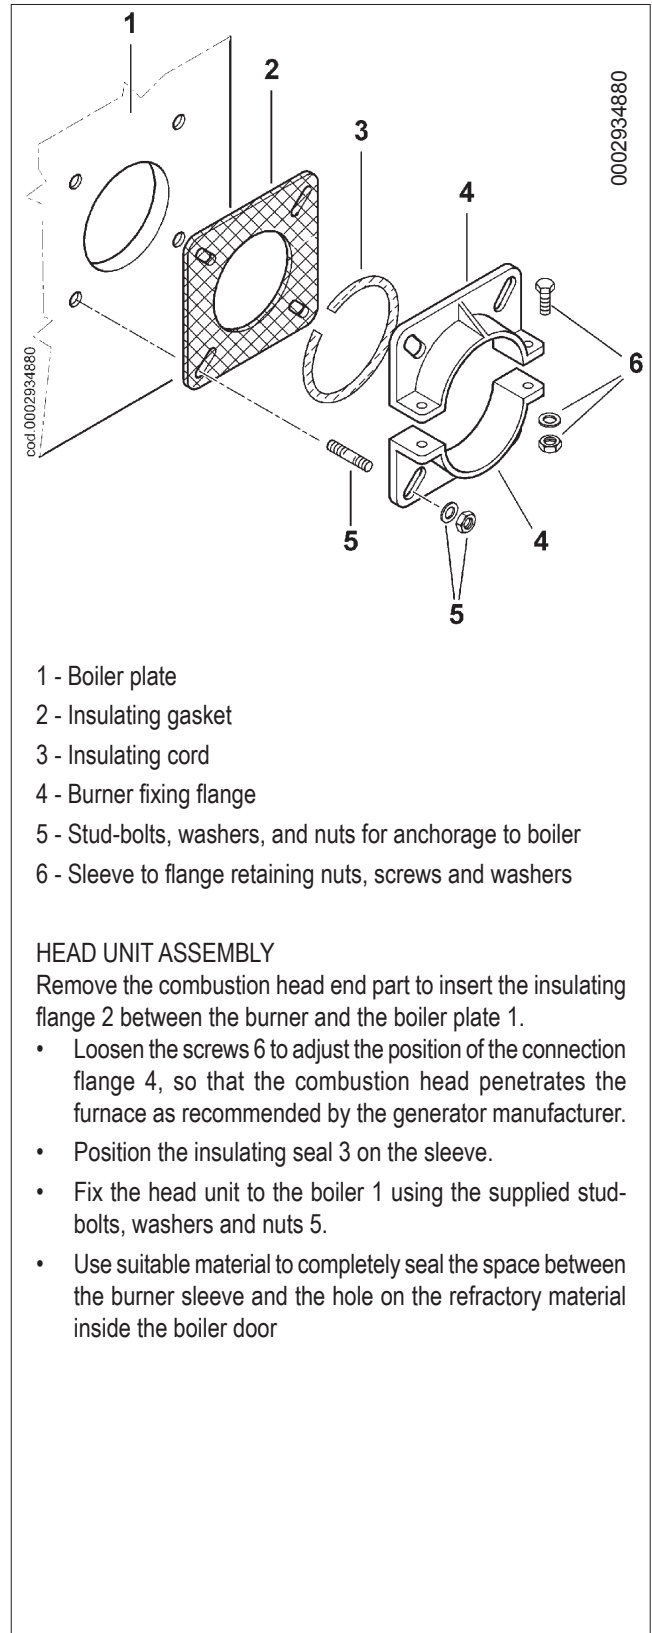 1
2
3
4
0002934880
6
cod.0002934880
5
4
5
1 - Boiler plate
2 - Insulating gasket
3 - Insulating cord
4 - Burner fixing flange
5 - Stud-bolts, washers, and nuts for anchorage to boiler
6 - Sleeve to flange retaining nuts, screws and washers
HEAD UNIT ASSEMBLY
Remove the combustion head end part to insert the insulating
flange 2 between the burner and the boiler plate 1.
• Loosen the screws 6 to adjust the position of the connection
flange 4, so that the combustion head penetrates the
furnace as recommended by the generator manufacturer.
• Position the insulating seal 3 on the sleeve.
• Fix the head unit to the boiler 1 using the supplied stud-
bolts, washers and nuts 5.
• Use suitable material to completely seal the space between
the burner sleeve and the hole on the refractory material
inside the boiler door